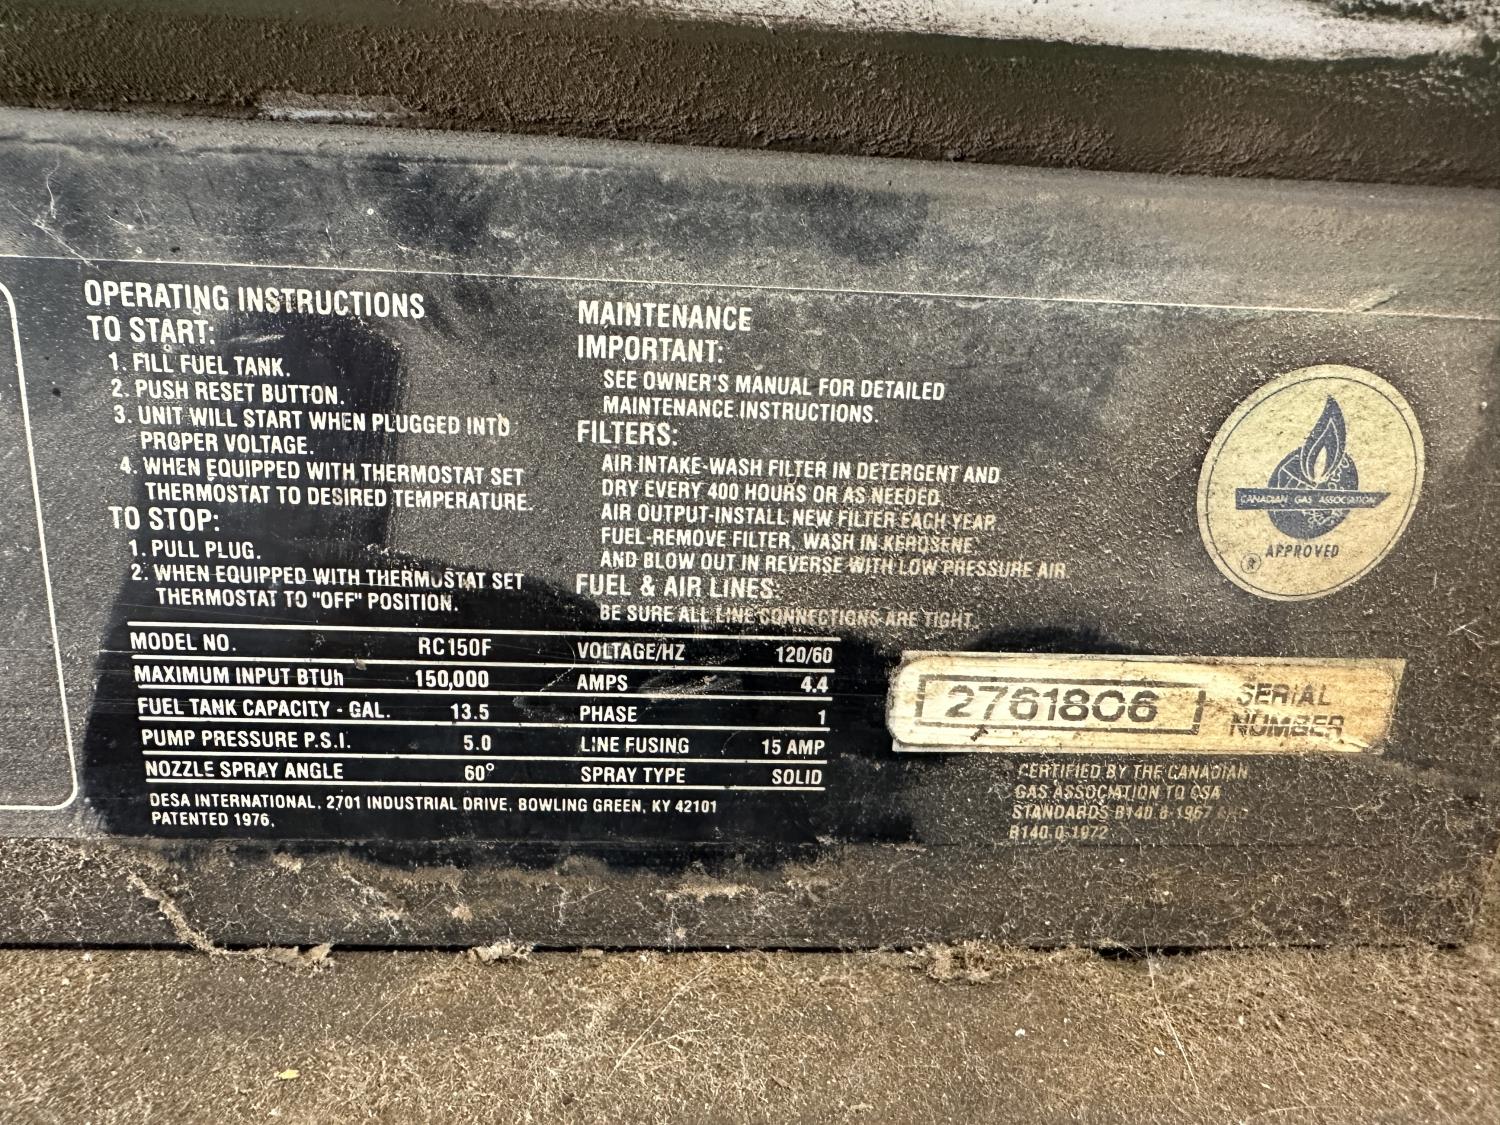 OPERATING INSTRUCTIONS
TO START:
1. FILL FUEL TANK.
2. PUSH RESET BUTTON.
3. UNIT WILL START WHEN PLUGGED INTO
PROPER VOLTAGE.
4. WHEN EQUIPPED WITH THERMOSTAT SET
THERMOSTAT TO DESIRED TEMPERATURE.
TO STOP:
1. PULL PLUG.
2. WHEN EQUIPPED WITH THERMOSTAT SET
THERMOSTAT TO "OFF" POSITION.
MAINTENANCE
IMPORTANT:
SEE OWNER'S MANUAL FOR DETAILED
MAINTENANCE INSTRUCTIONS.
FILTERS:
AIR INTAKE-WASH FILTER IN DETERGENT AND
DRY EVERY 400 HOURS OR AS NEEDED.
AIR OUTPUT-INSTALL NEW FILTER EACH YEAR.
FUEL-REMOVE FILTER, WASH IN KEROSENE
AND BLOW OUT IN REVERSE WITH LOW PRESSURE AIR.
FUEL & AIR LINES:
BE SURE ALL LINE CONNECTIONS ARE TIGHT.
MODEL NO. RC150F VOLTAGE/HZ 120/60
MAXIMUM INPUT BTUh 150,000 AMPS 4.4
FUEL TANK CAPACITY - GAL. 13.5 PHASE 1
PUMP PRESSURE P.S.I. 5.0 LINE FUSING 15 AMP
NOZZLE SPRAY ANGLE 60° SPRAY TYPE SOLID
DESA INTERNATIONAL, 2701 INDUSTRIAL DRIVE, BOWLING GREEN, KY 42101
PATENTED 1976.
CANADIAN GAS ASSOCIATION
® APPROVED
2761806 SERIAL
NUMBER
CERTIFIED BY THE CANADIAN
GAS ASSOCIATION TO CSA
STANDARDS B140.8-1967 AND
B140.0-1972